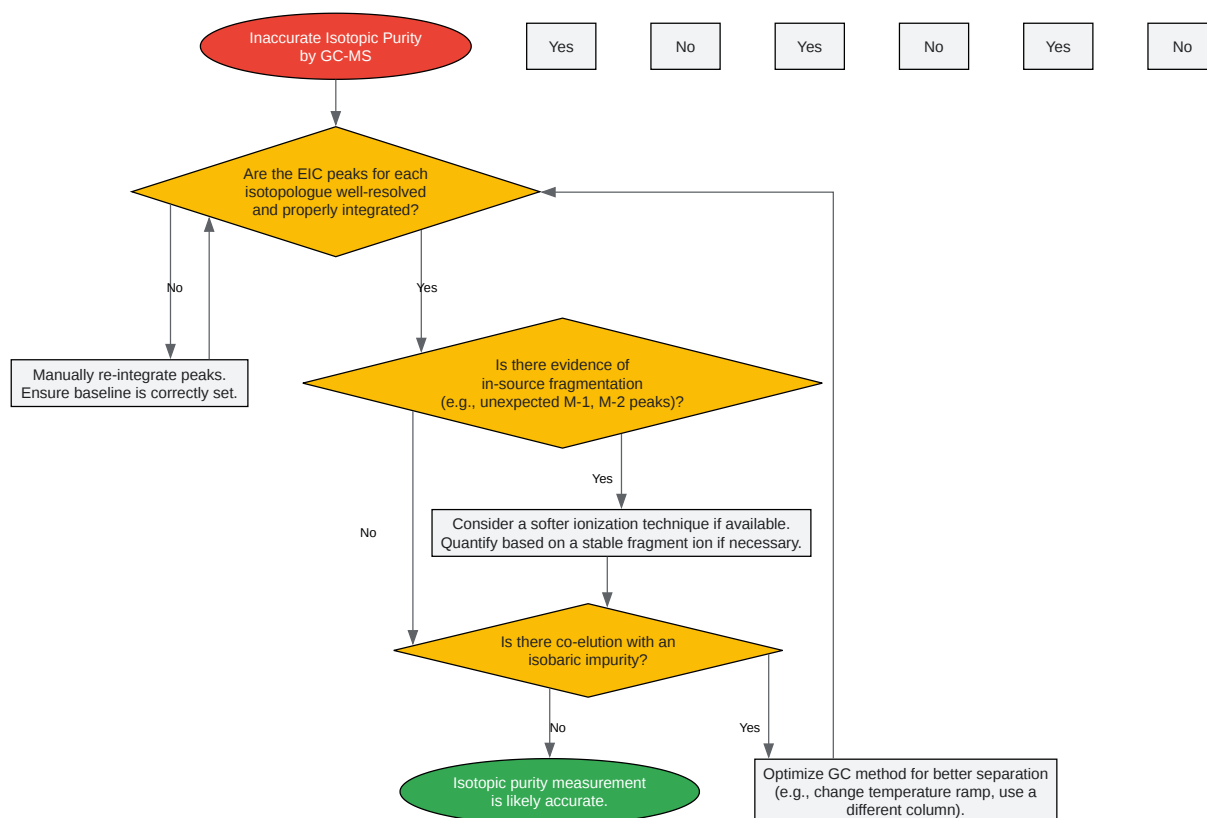 Inaccurate Isotopic Purity
by GC-MS
Yes
No
Yes
No
Yes
No
Are the EIC peaks for each
isotopologue well-resolved
and properly integrated?
No
Yes
Manually re-integrate peaks.
Ensure baseline is correctly set.
Is there evidence of
in-source fragmentation
(e.g., unexpected M-1, M-2 peaks)?
Yes
No
Consider a softer ionization technique if available.
Quantify based on a stable fragment ion if necessary.
Is there co-elution with an
isobaric impurity?
No
Yes
Isotopic purity measurement
is likely accurate.
Optimize GC method for better separation
(e.g., change temperature ramp, use a
different column).